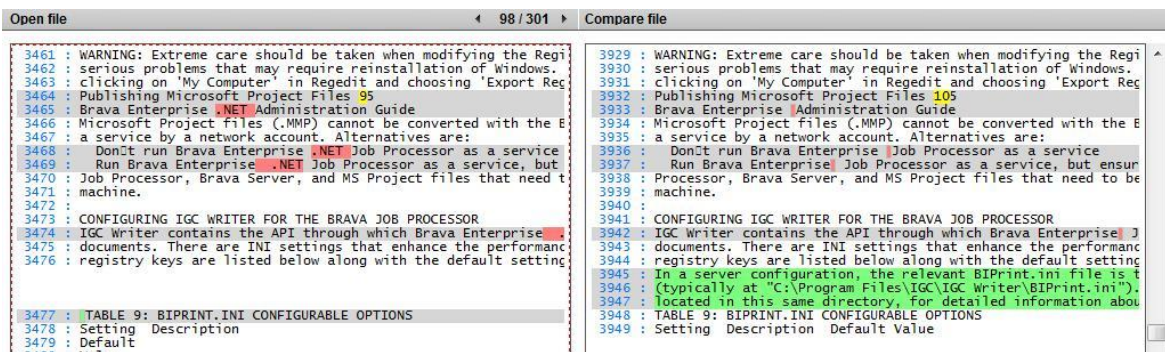 Open file
98 / 301
Compare file
3461 : WARNING: Extreme care should be taken when modifying the Regi
3462 : serious problems that may require reinstallation of Windows.
3463 : clicking on 'My Computer' in Regedit and choosing 'Export Reg
3464 : Publishing Microsoft Project Files 95
3465 : Brava Enterprise .NET Administration Guide
3466 : Microsoft Project files (.MMP) cannot be converted with the B
3467 : a service by a network account. Alternatives are:
3468 : Don▯t run Brava Enterprise .NET Job Processor as a service
3469 : Run Brava Enterprise .NET Job Processor as a service, but
3470 : Job Processor, Brava Server, and MS Project files that need t
3471 : machine.
3472 :
3473 : CONFIGURING IGC WRITER FOR THE BRAVA JOB PROCESSOR
3474 : IGC Writer contains the API through which Brava Enterprise .
3475 : documents. There are INI settings that enhance the performanc
3476 : registry keys are listed below along with the default setting
3477 : TABLE 9: BIPRINT.INI CONFIGURABLE OPTIONS
3478 : Setting Description
3479 : Default
3929 : WARNING: Extreme care should be taken when modifying the Regi
3930 : serious problems that may require reinstallation of Windows.
3931 : clicking on 'My Computer' in Regedit and choosing 'Export Reg
3932 : Publishing Microsoft Project Files 105
3933 : Brava Enterprise Administration Guide
3934 : Microsoft Project files (.MMP) cannot be converted with the B
3935 : a service by a network account. Alternatives are:
3936 : Don▯t run Brava Enterprise Job Processor as a service
3937 : Run Brava Enterprise Job Processor as a service, but ensur
3938 : Processor, Brava Server, and MS Project files that need to be
3939 : machine.
3940 :
3941 : CONFIGURING IGC WRITER FOR THE BRAVA JOB PROCESSOR
3942 : IGC Writer contains the API through which Brava Enterprise J
3943 : documents. There are INI settings that enhance the performanc
3944 : registry keys are listed below along with the default setting
3945 : In a server configuration, the relevant BIPrint.ini file is t
3946 : (typically at "C:\Program Files\IGC\IGC Writer\BIPrint.ini").
3947 : located in this same directory, for detailed information abou
3948 : TABLE 9: BIPRINT.INI CONFIGURABLE OPTIONS
3949 : Setting Description Default Value